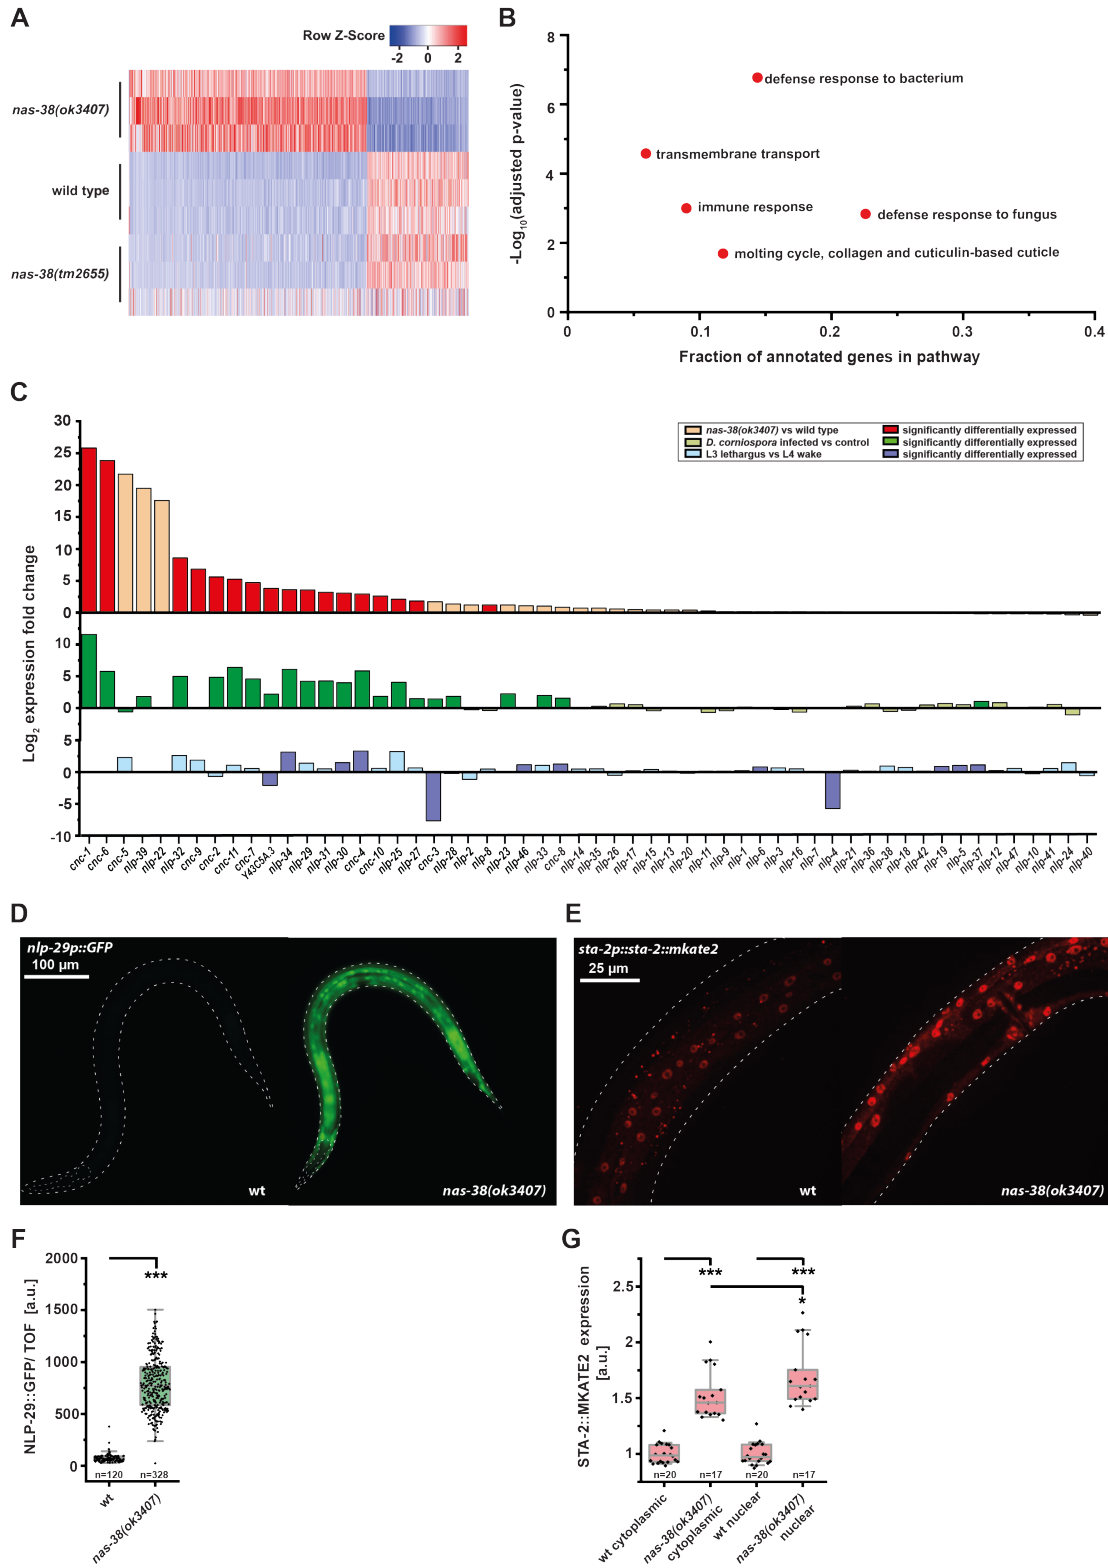 A
Row Z-Score
-2 0 2
nas-38(ok3407)
wild type
nas-38(tm2655)
B
-Log10(adjusted p-value)
8
6
4
2
0
defense response to bacterium
transmembrane transport
immune response
defense response to fungus
molting cycle, collagen and cuticulin-based cuticle
0 0.1 0.2 0.3 0.4
Fraction of annotated genes in pathway
C
Log2 expression fold change
30
25
20
15
10
5
0
10
5
0
5
0
-5
-10
nas-38(ok3407) vs wild type significantly differentially expressed
D. corniospora infected vs control significantly differentially expressed
L3 lethargus vs L4 wake significantly differentially expressed
cnc-1 cnc-6 cnc-5 nlp-39 nlp-22 nlp-32 cnc-9 cnc-2 cnc-11 cnc-7 Y43C5A.3 nlp-34 nlp-29 nlp-31 nlp-30 cnc-4 cnc-10 nlp-25 nlp-27 cnc-3 nlp-28 nlp-2 nlp-8 nlp-23 nlp-46 nlp-33 cnc-8 nlp-14 nlp-35 nlp-26 nlp-17 nlp-15 nlp-13 nlp-20 nlp-11 nlp-9 nlp-1 nlp-6 nlp-3 nlp-16 nlp-7 nlp-4 nlp-21 nlp-36 nlp-38 nlp-18 nlp-42 nlp-19 nlp-5 nlp-37 nlp-12 nlp-47 nlp-10 nlp-41 nlp-24 nlp-40
D
nlp-29p::GFP
100 µm
wt
nas-38(ok3407)
E
sta-2p::sta-2::mkate2
25 µm
wt
nas-38(ok3407)
F
NLP-29::GFP/ TOF [a.u.]
2000
1500
1000
500
0
***
n=120 n=328
wt
nas-38(ok3407)
G
STA-2::MKATE2 expression
[a.u.]
2.5
2
1.5
1
*** ***
*
n=20 n=17 n=20 n=17
wt cytoplasmic
nas-38(ok3407)
cytoplasmic
wt nuclear
nas-38(ok3407)
nuclear